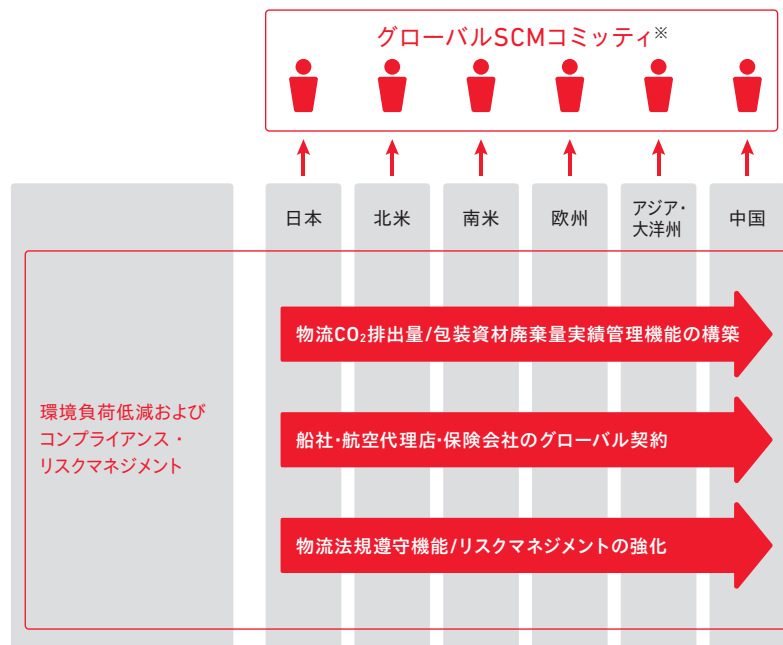 グローバルSCMコミッティ※
日本
北米
南米
欧州
アジア・
大洋州
中国
物流CO₂排出量/包装資材廃棄量実績管理機能の構築
環境負荷低減および
コンプライアンス・
リスクマネジメント
船社・航空代理店・保険会社のグローバル契約
物流法規遵守機能/リスクマネジメントの強化